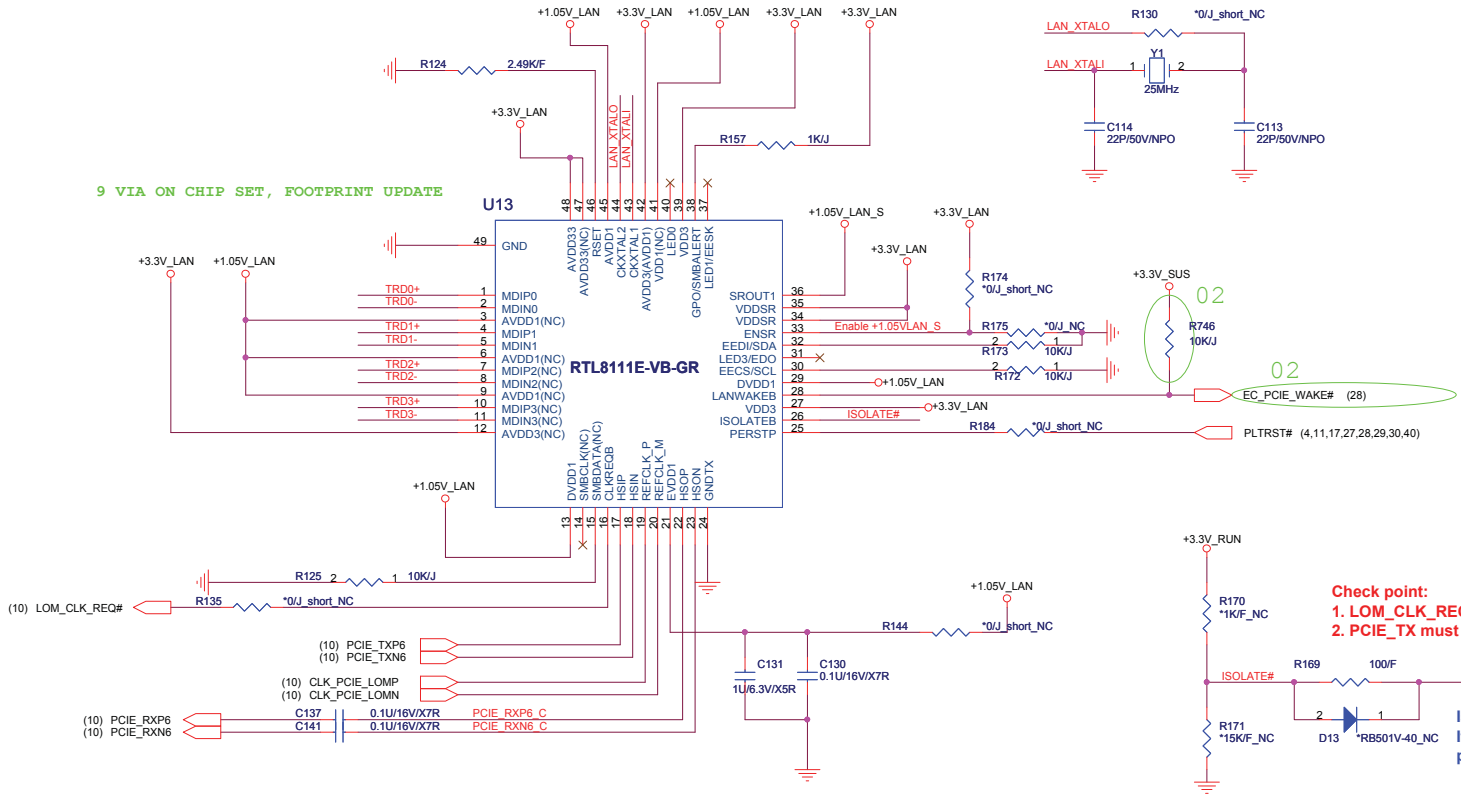 +1.05V_LAN
+3.3V_LAN
+1.05V_LAN
+3.3V_LAN
+3.3V_LAN
R130
*0/J_short_NC
LAN_XTALO
LAN_XTALI
Y1
1
2
25MHz
C114
22P/50V/NPO
C113
22P/50V/NPO
R124
2.49K/F
+3.3V_LAN
LAN_XTALO
LAN_XTALI
R157
1K/J
9 VIA ON CHIP SET, FOOTPRINT UPDATE
U13
48
47
46
45
44
43
42
41
40
39
38
37
AVDD33
AVDD33(NC)
RSET
AVDD1
CKXTAL2
CKXTAL1
AVDD3(AVDD1)
VDD1(NC)
LED0
VDD3
GPO/SMBALERT
LED1/EESK
49
GND
+3.3V_LAN
+1.05V_LAN
TRD0+
1
MDIP0
TRD0-
2
MDIN0
3
AVDD1(NC)
TRD1+
4
MDIP1
TRD1-
5
MDIN1
6
AVDD1(NC)
TRD2+
7
MDIP2(NC)
TRD2-
8
MDIN2(NC)
9
AVDD1(NC)
TRD3+
10
MDIP3(NC)
TRD3-
11
MDIN3(NC)
12
AVDD3(NC)
RTL8111E-VB-GR
SROUT1
36
VDDSR
35
VDDSR
34
ENSR
33
EEDI/SDA
32
LED3/EDO
31
EECS/SCL
30
DVDD1
29
LANWAKEB
28
VDD3
27
ISOLATEB
26
PERSTP
25
+1.05V_LAN_S
+3.3V_LAN
+3.3V_LAN
R174
*0/J_short_NC
Enable +1.05VLAN_S
R175
*0/J_NC
2
1
R173
10K/J
2
1
R172
10K/J
+1.05V_LAN
+3.3V_LAN
ISOLATE#
R184
*0/J_short_NC
+3.3V_SUS
02
R746
10K/J
02
EC_PCIE_WAKE# (28)
PLTRST# (4,11,17,27,28,29,30,40)
DVDD1
SMBCLK(NC)
SMBDATA(NC)
CLKREQB
HSIP
HSIN
REFCLK_P
REFCLK_M
EVDD1
HSOP
HSON
GNDTX
13
14
15
16
17
18
19
20
21
22
23
24
+1.05V_LAN
R125
2
1
10K/J
(10) LOM_CLK_REQ#
R135
*0/J_short_NC
(10) PCIE_TXP6
(10) PCIE_TXN6
(10) CLK_PCIE_LOMP
(10) CLK_PCIE_LOMN
(10) PCIE_RXP6
C137
0.1U/16V/X7R
PCIE_RXP6_C
(10) PCIE_RXN6
C141
0.1U/16V/X7R
PCIE_RXN6_C
+1.05V_LAN
R144
*0/J_short_NC
C131
1U/6.3V/X5R
C130
0.1U/16V/X7R
+3.3V_RUN
R170
*1K/F_NC
ISOLATE#
R171
*15K/F_NC
R169
100/F
2
1
D13
*RB501V-40_NC
Check point:
1. LOM_CLK_RE
2. PCIE_TX must